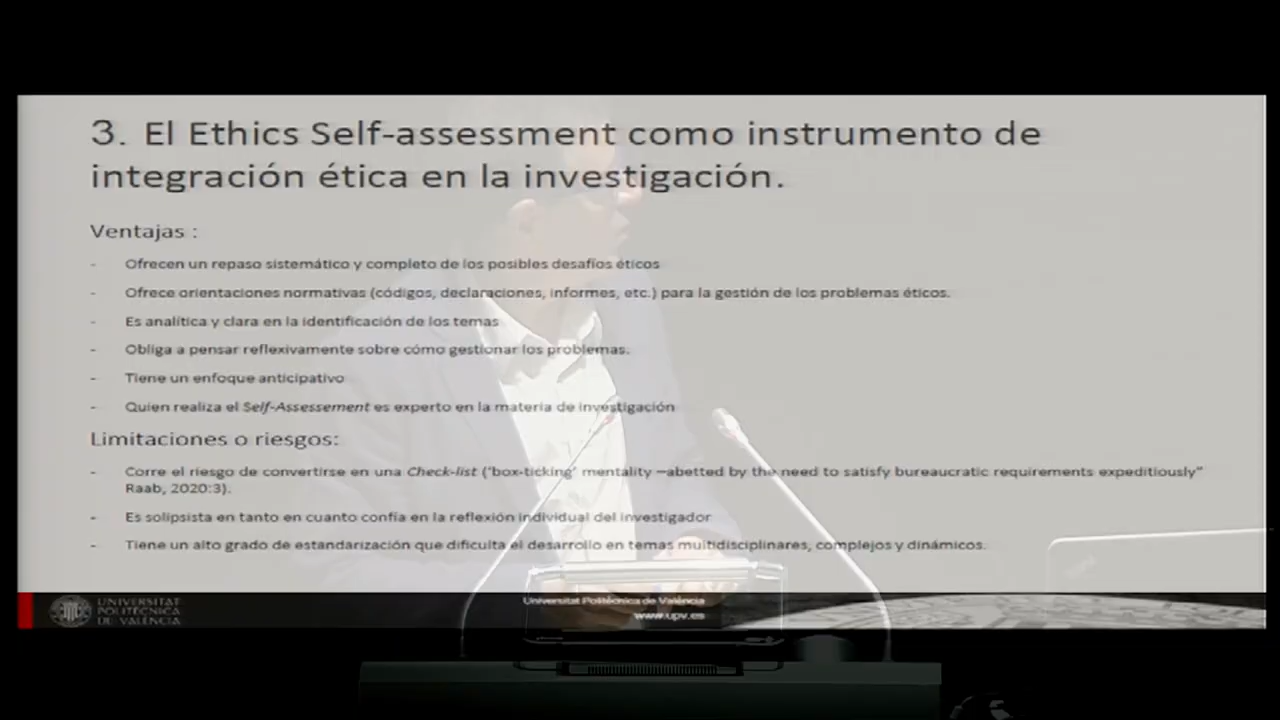 3. El Ethics Self-assessment como instrumento de
integración ética en la investigación.
Ventajas :
- Ofrecen un repaso sistemático y completo de los posibles desafíos éticos
- Ofrece orientaciones normativas (códigos, declaraciones, informes, etc.) para la gestión de los problemas éticos.
- Es analítica y clara en la identificación de los temas
- Obliga a pensar reflexivamente sobre cómo gestionar los problemas.
- Tiene un enfoque anticipativo
- Quien realiza el Self-Assessement es experto en la materia de investigación
Limitaciones o riesgos:
- Corre el riesgo de convertirse en una Check-list ("box-ticking' mentality —abetted by the need to satisfy bureaucratic requirements expeditiously"
Raab, 2020:3).
- Es solipsista en tanto en cuanto confía en la reflexión individual del investigador
- Tiene un alto grado de estandarización que dificulta el desarrollo en temas multidisciplinares, complejos y dinámicos.
UNIVERSITAT
POLITÈCNICA
DE VALÈNCIA
Universitat Politècnica de València
www.upv.es